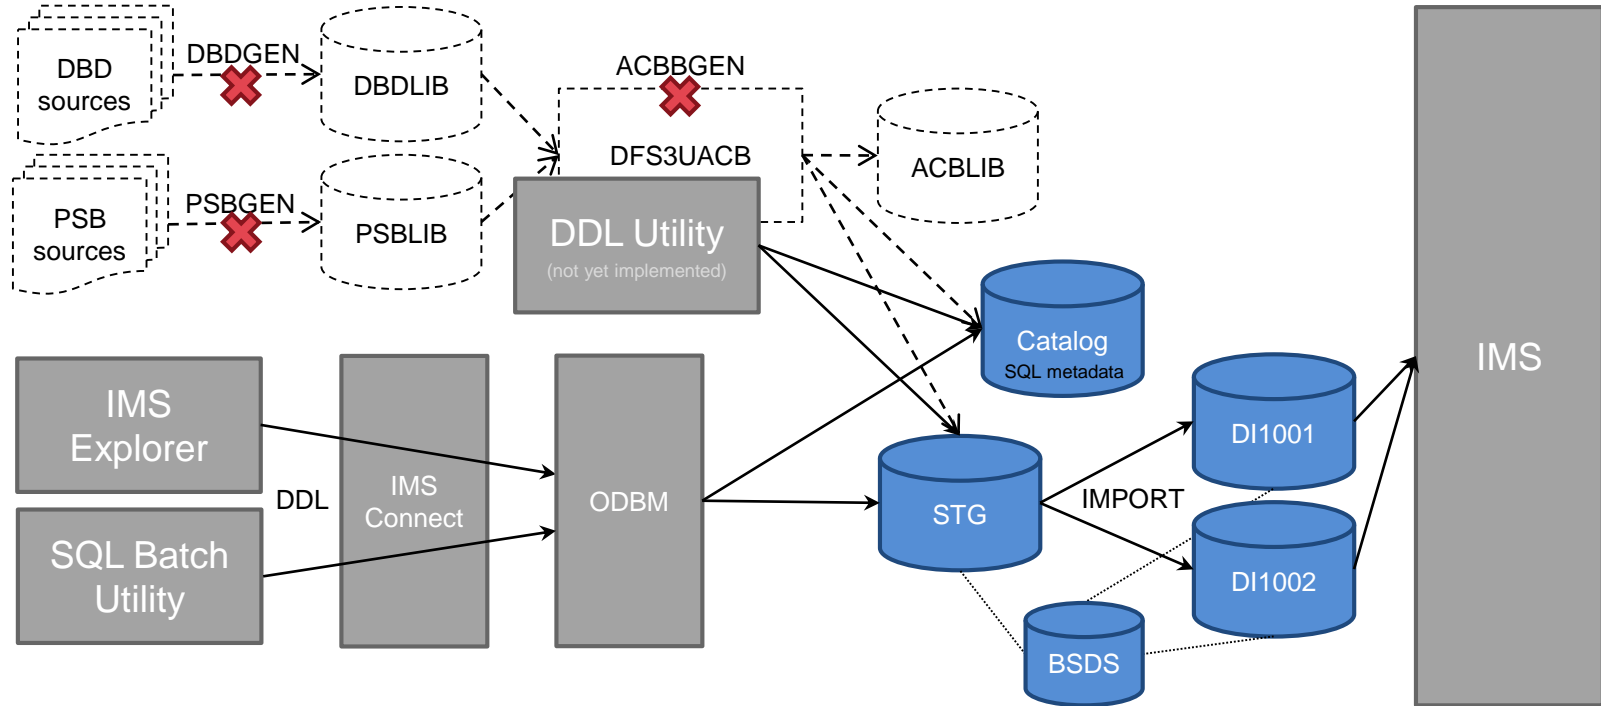 DBD
sources
DBDGEN
DBDLIB
ACBBGEN
DFS3UACB
ACBLIB
PSB
sources
PSBGEN
PSBLIB
DDL Utility
(not yet implemented)
Catalog
SQL metadata
IMS
IMS
Explorer
DDL
IMS
Connect
ODBM
STG
IMPORT
DI1001
SQL Batch
Utility
DI1002
BSDS